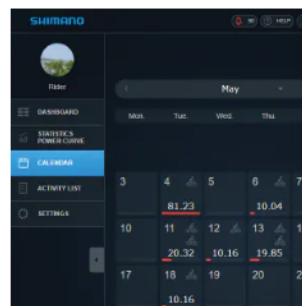 SHIMANO
HELP
Rider
May
DASHBOARD
Mon. Tue. Wed. Thu.
STATISTICS
POWER CURVE
CALENDAR
3 4 5 6 7
ACTIVITY LIST
81.23 10.04
SETTINGS
10 11 12 13
20.32 10.16 19.85
17 18 19 20
10.16